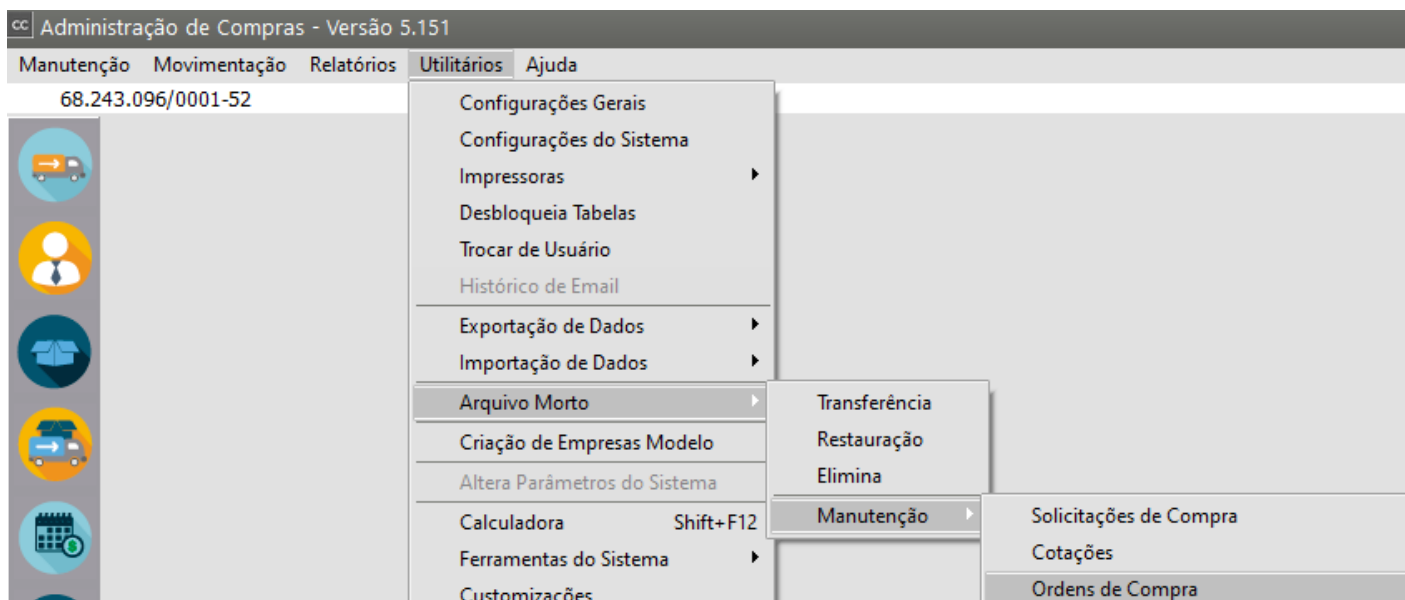 cc Administração de Compras - Versão 5.151
Manutenção Movimentação Relatórios Utilitários Ajuda
68.243.096/0001-52
Configurações Gerais
Configurações do Sistema
Impressoras
Desbloqueia Tabelas
Trocar de Usuário
Histórico de Email
Exportação de Dados
Importação de Dados
Arquivo Morto
Criação de Empresas Modelo
Altera Parâmetros do Sistema
Calculadora Shift+F12
Ferramentas do Sistema
Customizações
Transferência
Restauração
Elimina
Manutenção
Solicitações de Compra
Cotações
Ordens de Compra